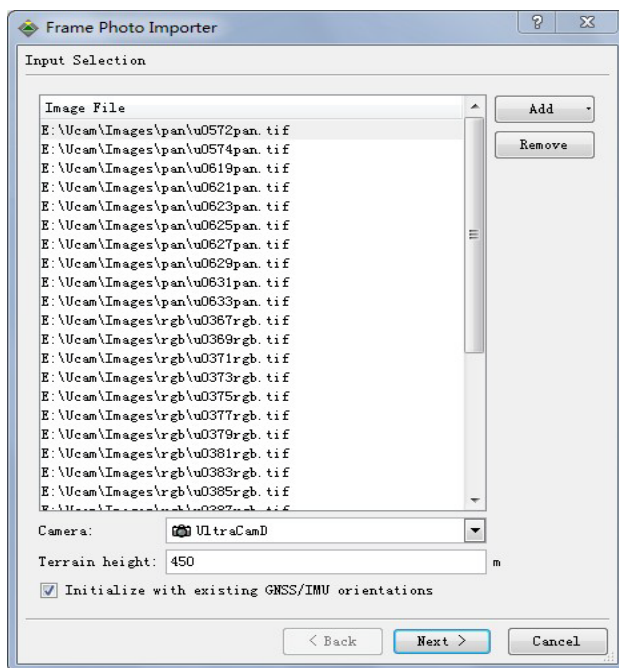 Frame Photo Importer
Input Selection
Image File
Add
Remove
E:\Ucam\Images\pan\u0572pan.tif
E:\Ucam\Images\pan\u0574pan.tif
E:\Ucam\Images\pan\u0619pan.tif
E:\Ucam\Images\pan\u0621pan.tif
E:\Ucam\Images\pan\u0623pan.tif
E:\Ucam\Images\pan\u0625pan.tif
E:\Ucam\Images\pan\u0627pan.tif
E:\Ucam\Images\pan\u0629pan.tif
E:\Ucam\Images\pan\u0631pan.tif
E:\Ucam\Images\pan\u0633pan.tif
E:\Ucam\Images\rgb\u0367rgb.tif
E:\Ucam\Images\rgb\u0369rgb.tif
E:\Ucam\Images\rgb\u0371rgb.tif
E:\Ucam\Images\rgb\u0373rgb.tif
E:\Ucam\Images\rgb\u0375rgb.tif
E:\Ucam\Images\rgb\u0377rgb.tif
E:\Ucam\Images\rgb\u0379rgb.tif
E:\Ucam\Images\rgb\u0381rgb.tif
E:\Ucam\Images\rgb\u0383rgb.tif
E:\Ucam\Images\rgb\u0385rgb.tif
Camera: UltraCamD
Terrain height: 450 m
Initialize with existing GNSS/IMU orientations
< Back Next > Cancel